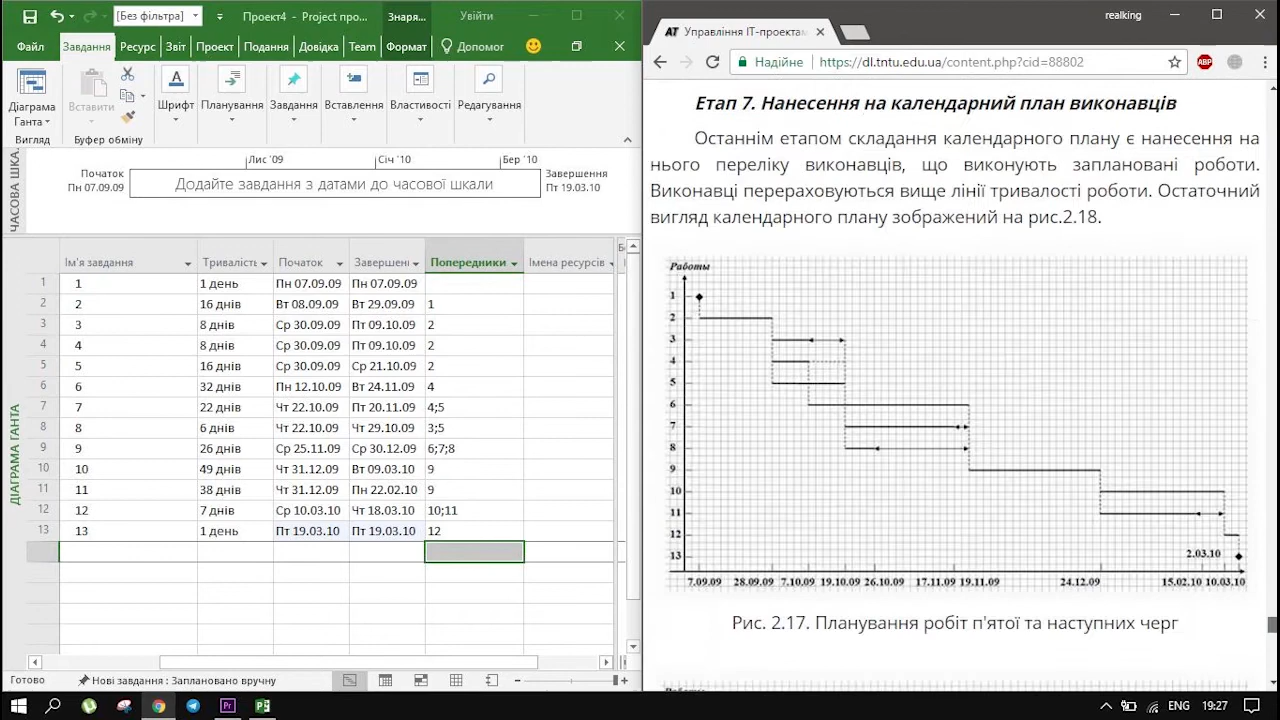 [Без фільтра]
Проект4 - Project проф
Знаря...
Увійти
Файл Завдання Ресурс Звіт Проект Подання Довідка Team Формат Допомог
Діаграма Ганта
Вставити
Шрифт
Планування
Завдання
Вставлення
Властивості
Редагування
Вигляд
Буфер обміну
ЧАСОВА ШКА.
Лис '09 Січ '10 Бер '10
Початок
Пн 07.09.09
Додайте завдання з датами до часової шкали
Завершення
Пт 19.03.10
ДІАГРАМА ГАНТА
Ім'я завдання Тривалість Початок Завершені Попередники Імена ресурсів
1 1 1 день Пн 07.09.09 Пн 07.09.09
2 2 16 днів Вт 08.09.09 Вт 29.09.09 1
3 3 8 днів Ср 30.09.09 Пт 09.10.09 2
4 4 8 днів Ср 30.09.09 Пт 09.10.09 2
5 5 16 днів Ср 30.09.09 Ср 21.10.09 2
6 6 32 днів Пн 12.10.09 Вт 24.11.09 4
7 7 22 днів Чт 22.10.09 Пт 20.11.09 4;5
8 8 6 днів Чт 22.10.09 Чт 29.10.09 3;5
9 9 26 днів Ср 25.11.09 Ср 30.12.09 6;7;8
10 10 49 днів Чт 31.12.09 Вт 09.03.10 9
11 11 38 днів Чт 31.12.09 Пн 22.02.10 9
12 12 7 днів Ср 10.03.10 Чт 18.03.10 10;11
13 13 1 день Пт 19.03.10 Пт 19.03.10 12
Готово
Нові завдання : Заплановано вручну
realking
Управління ІТ-проектам
Надійне
https://dl.tntu.edu.ua/content.php?cid=88802
ABP
Етап 7. Нанесення на календарний план виконавців
Останнім етапом складання календарного плану є нанесення на
нього переліку виконавців, що виконують заплановані роботи.
Виконавці перераховуються вище лінії тривалості роботи. Остаточний
вигляд календарного плану зображений на рис.2.18.
Работы
1
2
3
4
5
6
7
8
9
10
11
12
13
2.03.10
7.09.09 28.09.09 7.10.09 19.10.09 26.10.09 17.11.09 19.11.09 24.12.09 15.02.10 10.03.10
Рис. 2.17. Планування робіт п'ятої та наступних черг
ENG
19:27